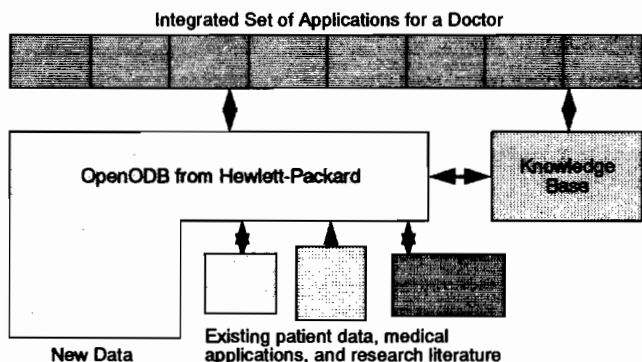 Integrated Set of Applications for a Doctor
OpenODB from Hewlett-Packard
Knowledge
Base
New Data
Existing patient data, medical
applications, and research literature